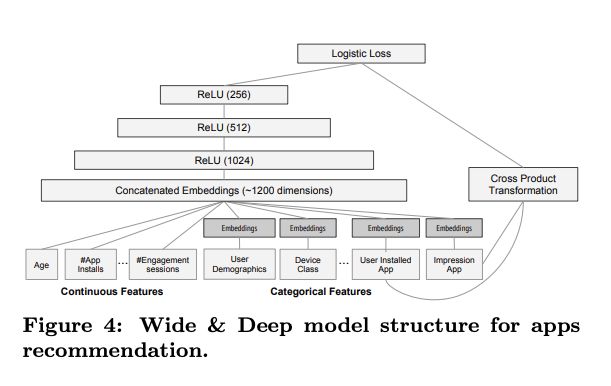 Logistic Loss
ReLU (256)
ReLU (512)
ReLU (1024)
Concatenated Embeddings (~1200 dimensions)
Cross Product
Transformation
Embeddings
Embeddings
Embeddings
Embeddings
Age
#App
Installs
...
#Engagement
sessions
User
Demographics
Device
Class
...
User Installed
App
Impression
App
Continuous Features
Categorical Features
Figure 4: Wide & Deep model structure for apps
recommendation.